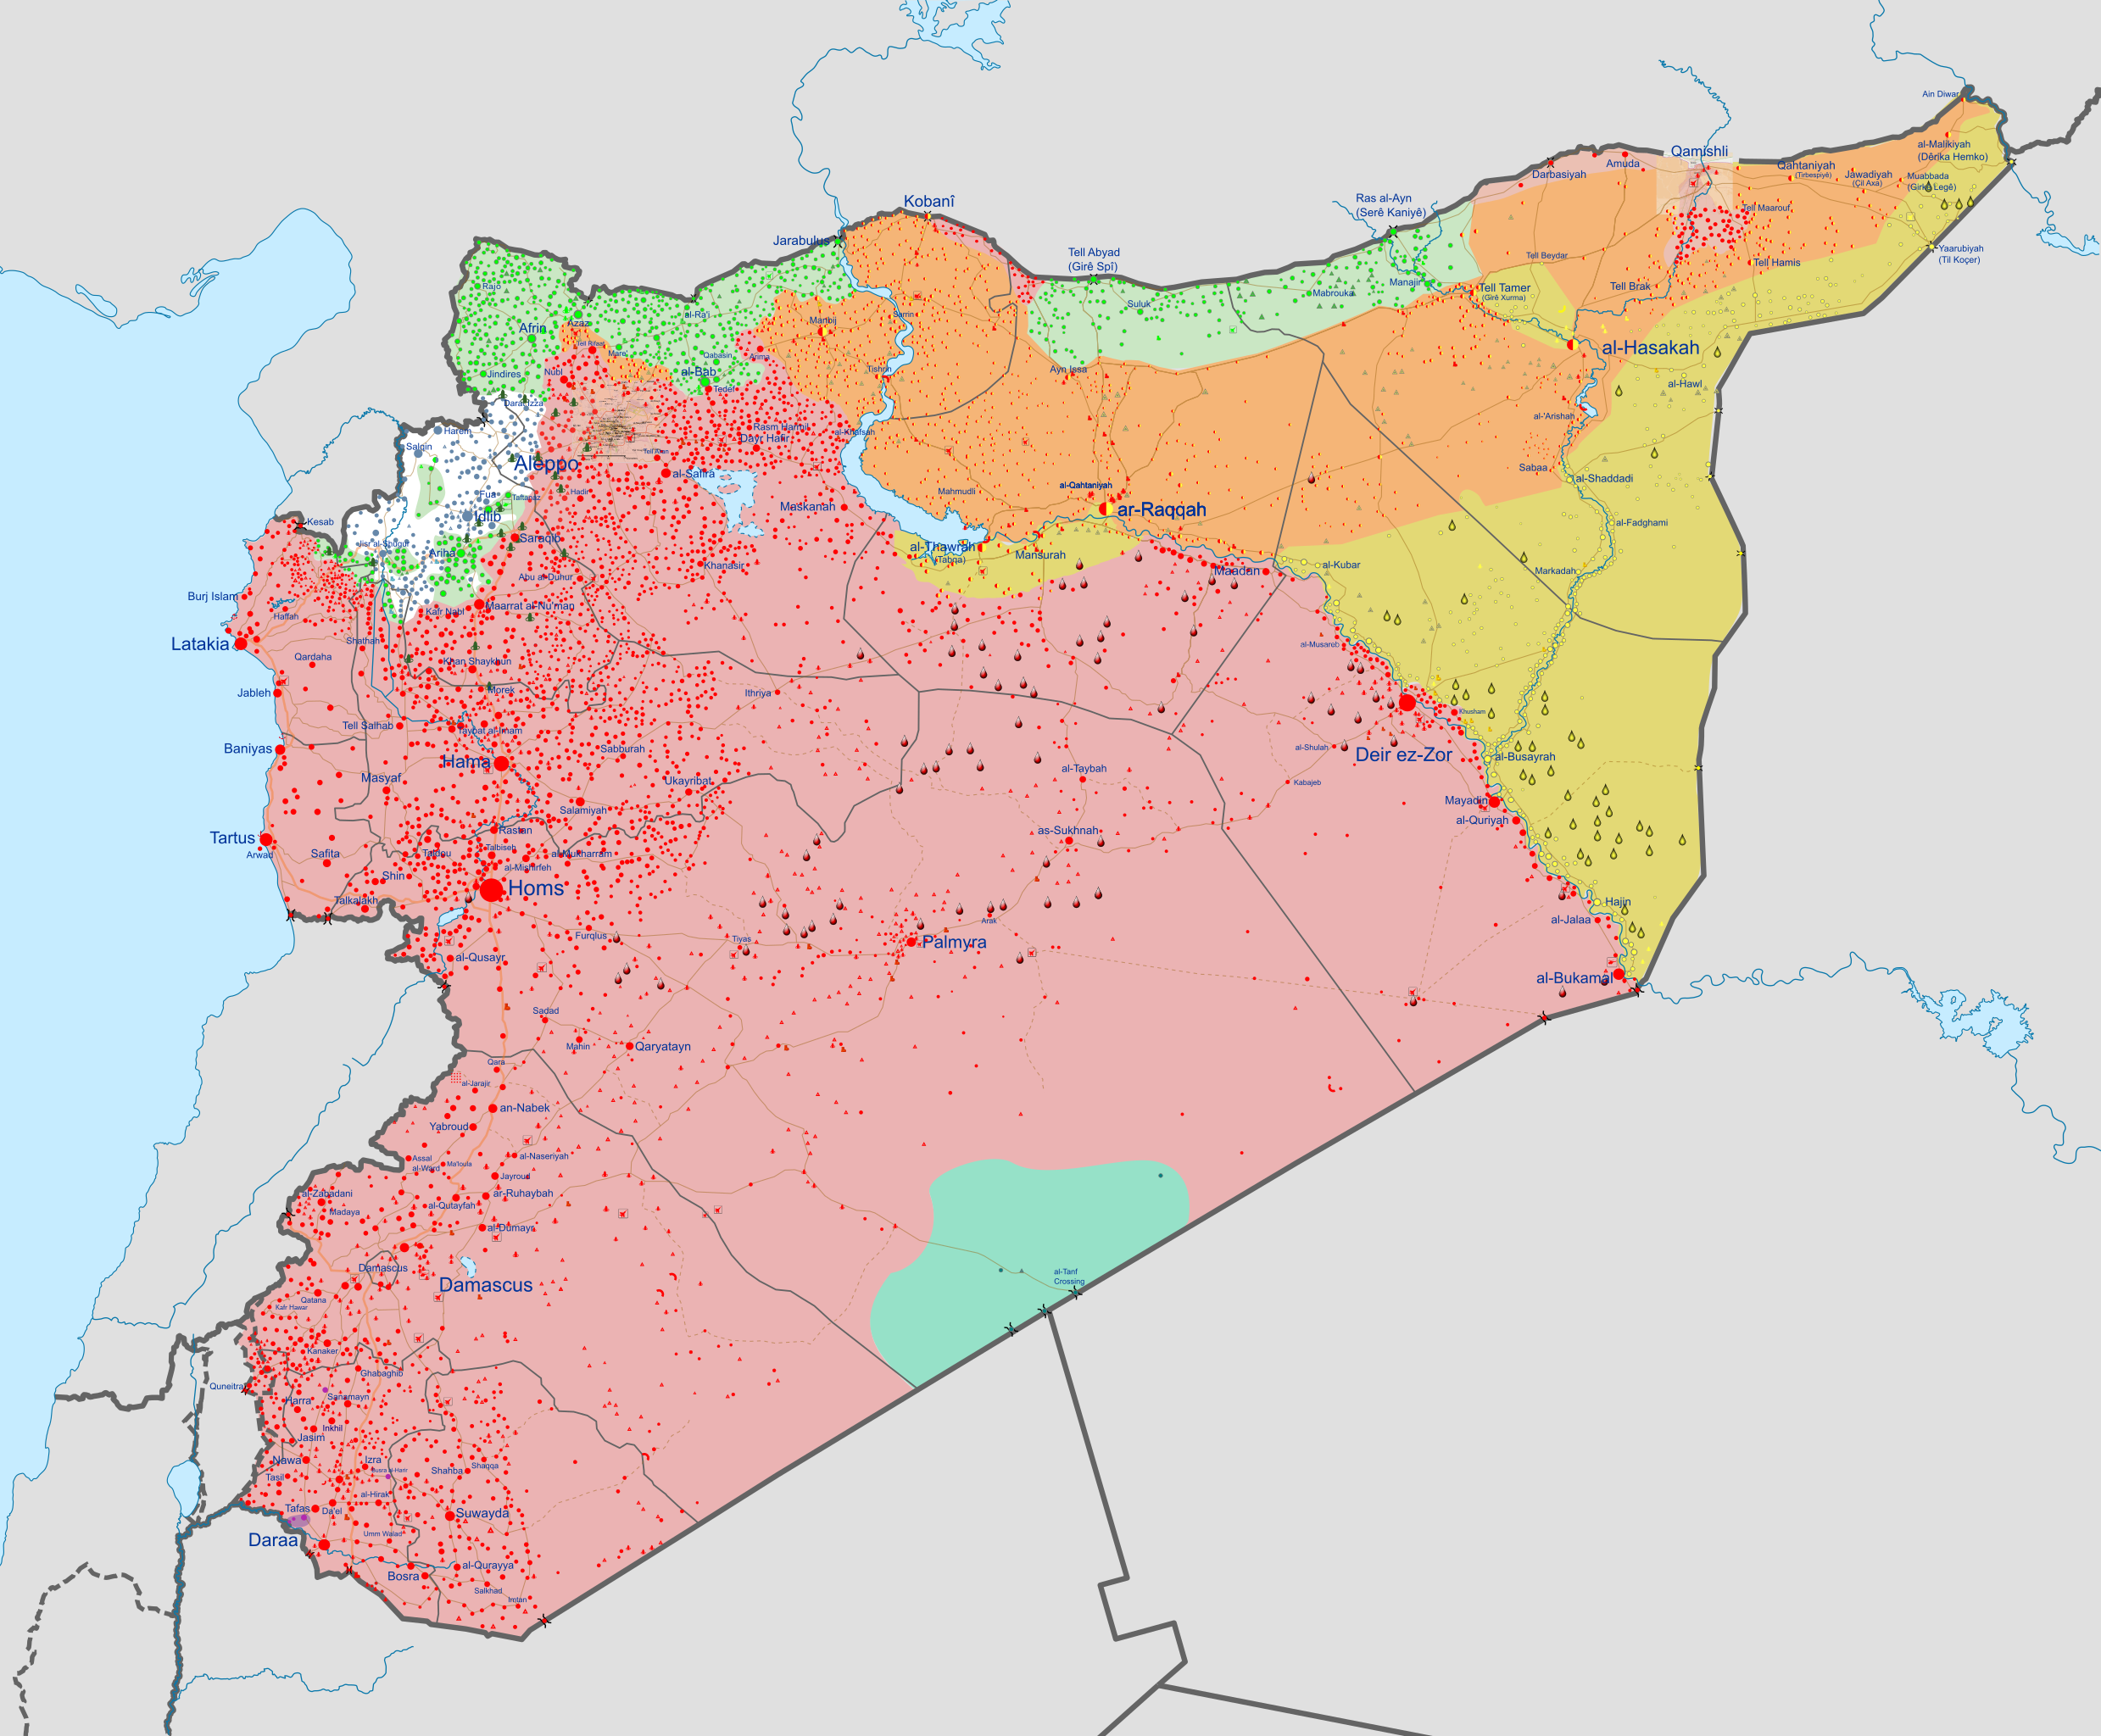 Ain Diwar
al-Malikiyah
(Dêrika Hemko)
Qamishli
Amuda
Darbasiyah
Qahtaniyah
(Tirbespiyê)
Jawadiyah
(Çil Axa)
Muabbada
(Girkê Legê)
Tell Maarouf
Yaarubiyah
(Til Koçer)
Tell Hamis
Tell Beydar
Tell Brak
Ras al-Ayn
(Serê Kaniyê)
Kobanî
Jarabulus
Tell Abyad
(Girê Spî)
Suluk
Mabrouka
Manajir
Tell Tamer
(Girê Xurma)
al-Hasakah
al-Hawl
al-'Arishah
Sabaa
al-Shaddadi
al-Fadghami
Markadah
Rajo
Afrin
Azaz
al-Ra'i
Tell Rifaat
Mare'
Qabasin
Arima
Manbij
Sarrin
Tishrin
Ayn Issa
Jindires
Nubl
al-Bab
Tedef
Darat Izza
Harem
Salqin
Rasm Harmil
Dayr Hafir
al-Khafsah
Aleppo
Tell Aran
al-Safira
Hadir
Maskanah
Mahmudli
al-Qahtaniyah
ar-Raqqah
Fua
Taftanaz
Idlib
Kesab
Jisr al-Shugur
Ariha
Saraqib
al-Thawrah
(Tabqa)
Mansurah
Khanasir
Abu al-Duhur
Maadan
al-Kubar
Burj Islam
Haffah
Kafr Nabl
Maarrat al-Nu'man
Latakia
Shathah
Qardaha
Khan Shaykhun
al-Musareb
Jableh
Morek
Ithriya
Khusham
Tell Salhab
Taybat al-Imam
Baniyas
Hama
Sabburah
al-Shulah
Deir ez-Zor
al-Busayrah
Masyaf
Ukayribat
al-Taybah
Kabajeb
Salamiyah
Mayadin
al-Quriyah
Tartus
Arwad
Rastan
Talbiseh
as-Sukhnah
Safita
Taldou
al-Mukharram
al-Mishirfeh
Shin
Homs
Talkalakh
Hajin
al-Jalaa
Arak
Furqlus
Tiyas
Palmyra
al-Qusayr
al-Bukamal
Sadad
Mahin
Qaryatayn
Qara
al-Jarajir
an-Nabek
Yabroud
Assal
al-Ward
Ma'loula
al-Naseriyah
Jayroud
al-Zabadani
Madaya
ar-Ruhaybah
al-Qutayfah
al-Dumayr
Damascus
Damascus
al-Tanf
Crossing
Qatana
Kafr Hawar
Kanaker
Ghabaghib
Quneitra
Sanamayn
Harra
Inkhil
Jasim
Nawa
Izra
Busra al-Harir
Shahba
Shaqqa
Tasil
al-Hirak
Tafas
Da'el
Suwayda
Daraa
Umm Walad
al-Qurayya
Bosra
Salkhad
Imtan